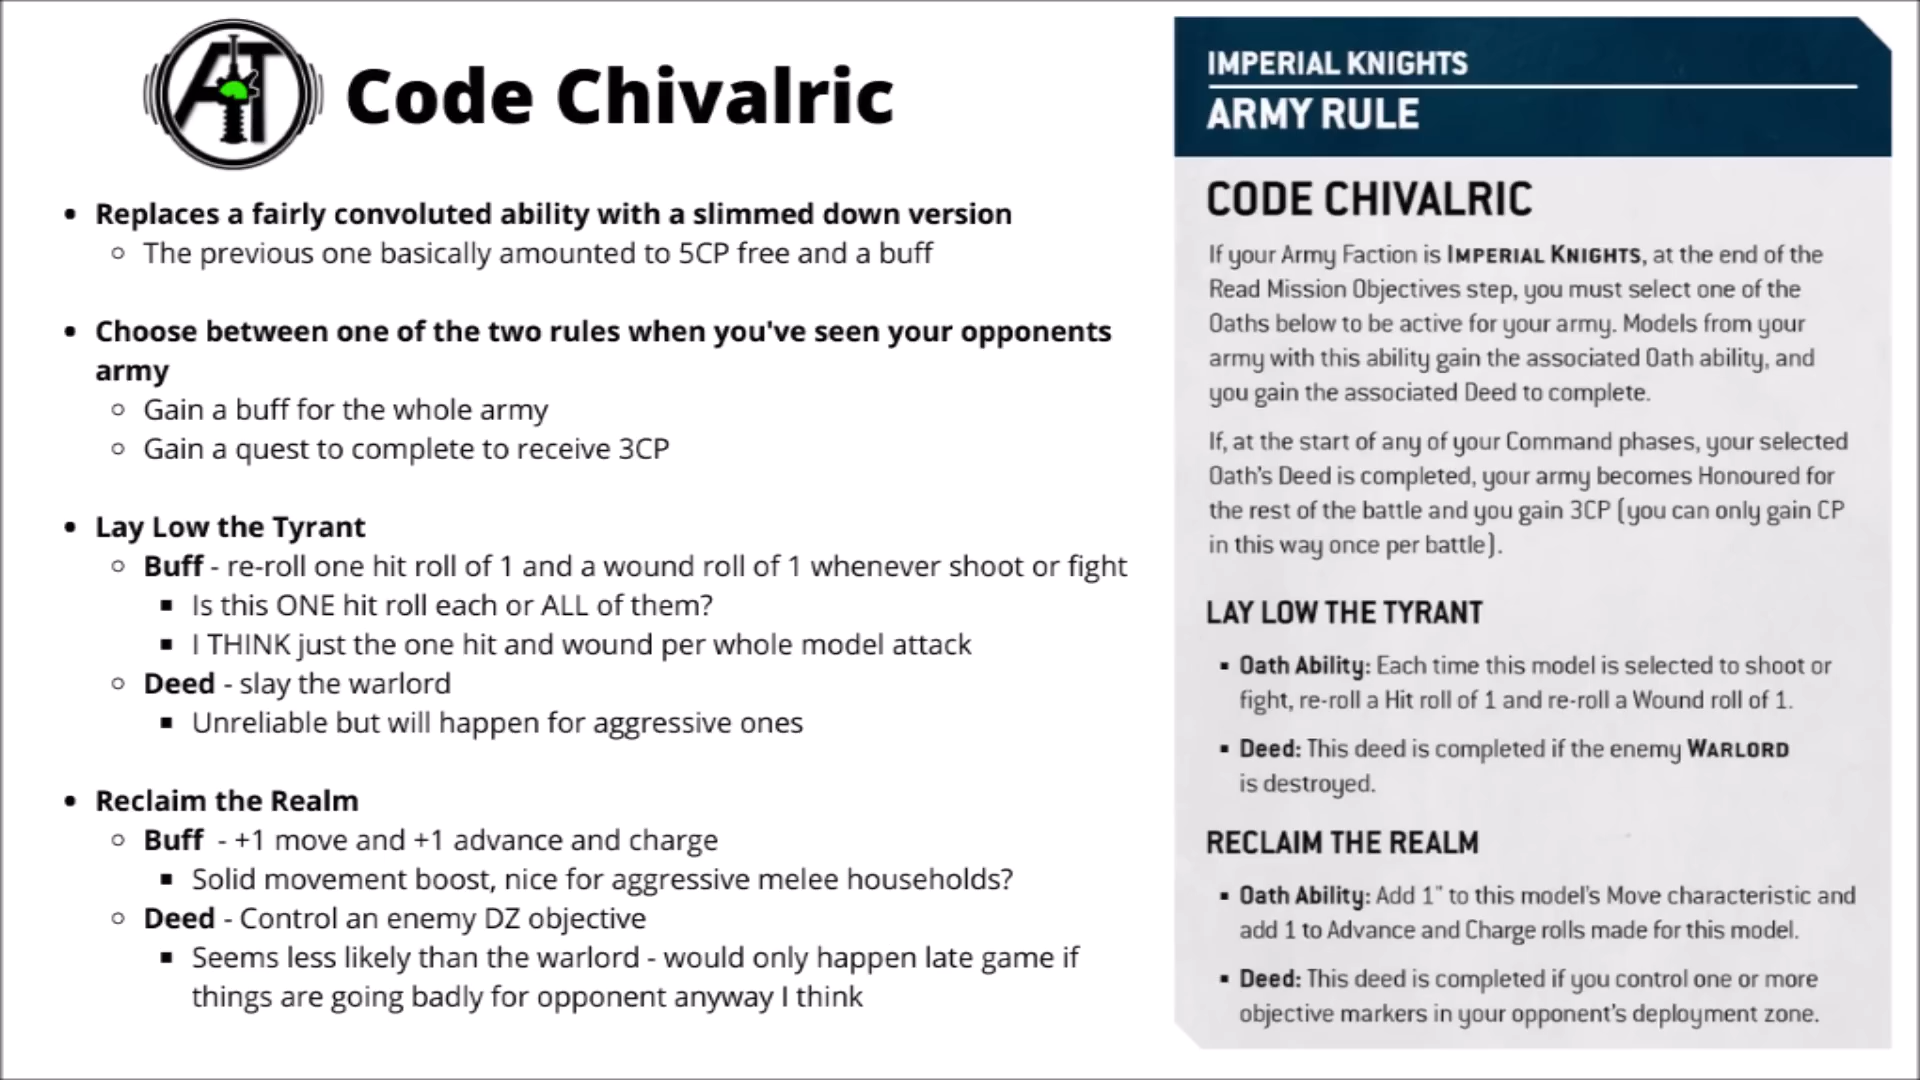 AT
Code Chivalric
• Replaces a fairly convoluted ability with a slimmed down version
○ The previous one basically amounted to 5CP free and a buff
• Choose between one of the two rules when you've seen your opponents
army
○ Gain a buff for the whole army
○ Gain a quest to complete to receive 3CP
• Lay Low the Tyrant
○ Buff - re-roll one hit roll of 1 and a wound roll of 1 whenever shoot or fight
▪ Is this ONE hit roll each or ALL of them?
▪ I THINK just the one hit and wound per whole model attack
○ Deed - slay the warlord
▪ Unreliable but will happen for aggressive ones
• Reclaim the Realm
○ Buff - +1 move and +1 advance and charge
▪ Solid movement boost, nice for aggressive melee households?
○ Deed - Control an enemy DZ objective
▪ Seems less likely than the warlord - would only happen late game if
things are going badly for opponent anyway I think
IMPERIAL KNIGHTS
ARMY RULE
CODE CHIVALRIC
If your Army Faction is IMPERIAL KNIGHTS, at the end of the
Read Mission Objectives step, you must select one of the
Oaths below to be active for your army. Models from your
army with this ability gain the associated Oath ability, and
you gain the associated Deed to complete.
If, at the start of any of your Command phases, your selected
Oath's Deed is completed, your army becomes Honoured for
the rest of the battle and you gain 3CP (you can only gain CP
in this way once per battle).
LAY LOW THE TYRANT
▪ Oath Ability: Each time this model is selected to shoot or
fight, re-roll a Hit roll of 1 and re-roll a Wound roll of 1.
▪ Deed: This deed is completed if the enemy WARLORD
is destroyed.
RECLAIM THE REALM
▪ Oath Ability: Add 1" to this model's Move characteristic and
add 1 to Advance and Charge rolls made for this model.
▪ Deed: This deed is completed if you control one or more
objective markers in your opponent's deployment zone.